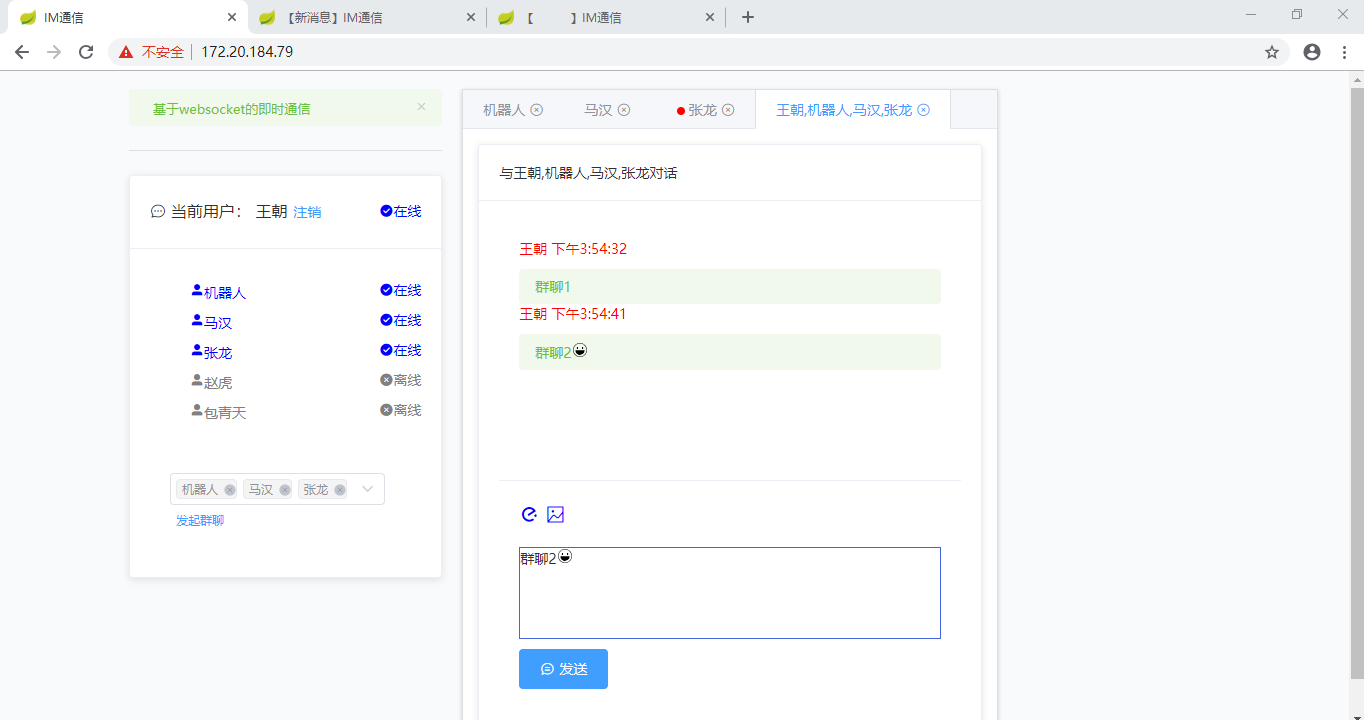 IM通信
【新消息】IM通信
【 】IM通信
不安全
172.20.184.79
基于websocket的即时通信
当前用户： 王朝 注销 在线
机器人 在线
马汉 在线
张龙 在线
赵虎 离线
包青天 离线
机器人 马汉 张龙
发起群聊
机器人 马汉 张龙 王朝,机器人,马汉,张龙
与王朝,机器人,马汉,张龙对话
王朝 下午3:54:32
群聊1
王朝 下午3:54:41
群聊2😀
群聊2😀
发送